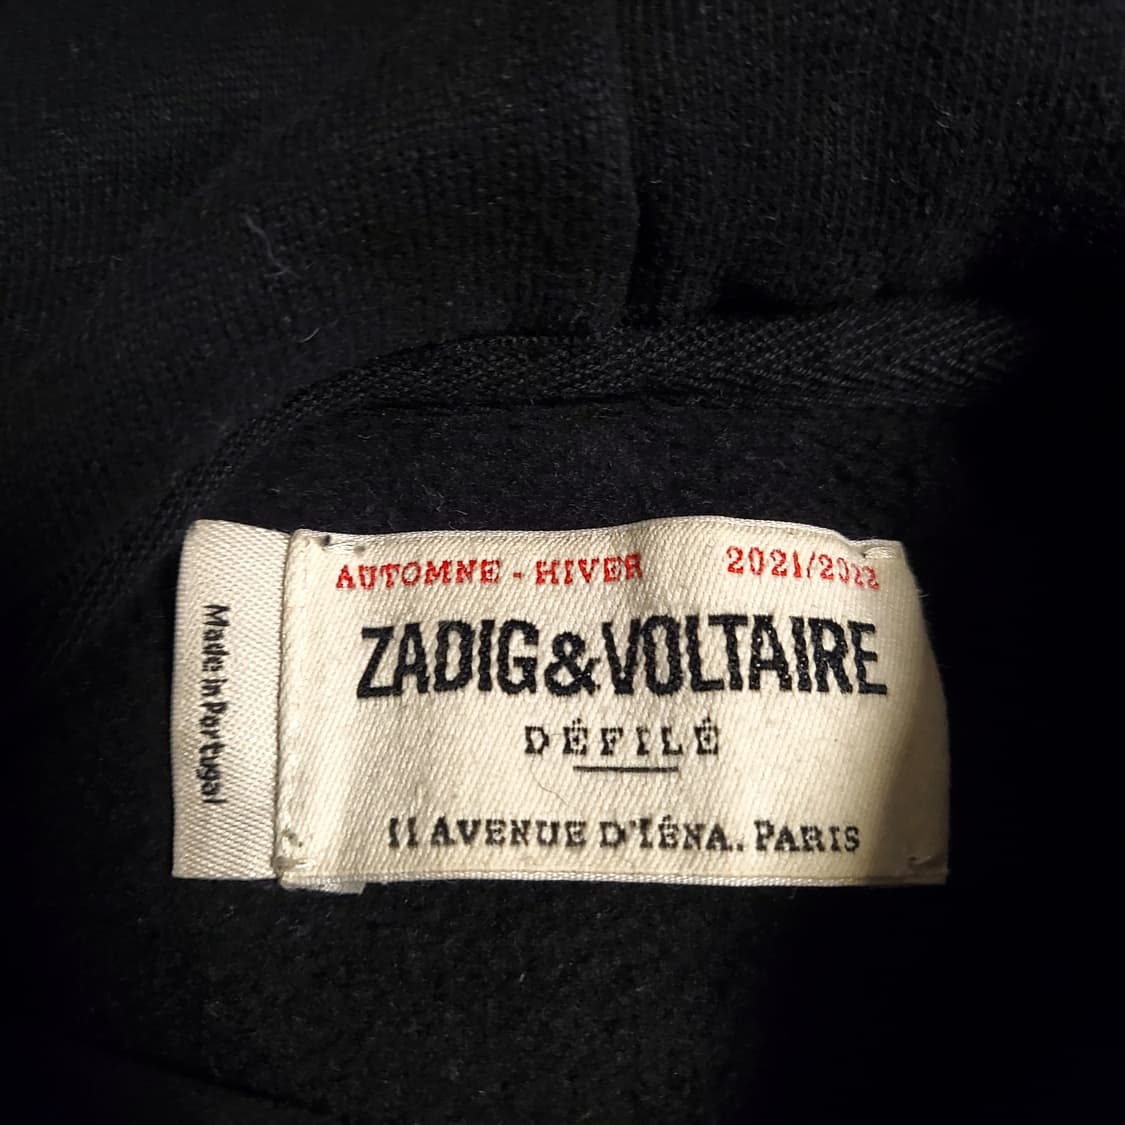 AUTOMNE - HIVER 2021/2022
ZADIG&VOLTAIRE
DÉFILÉ
11 AVENUE D'IÉNA. PARIS
Made in Portugal